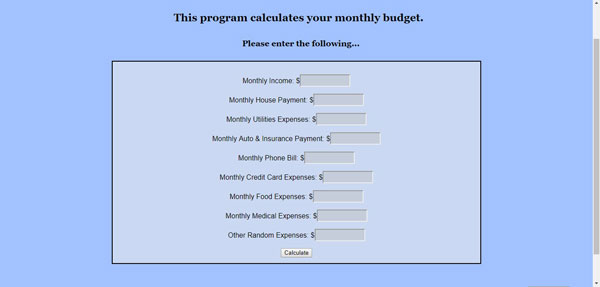 This program calculates your monthly budget.
Please enter the following...
Monthly Income: $
Monthly House Payment: $
Monthly Utilities Expenses: $
Monthly Auto & Insurance Payment: $
Monthly Phone Bill: $
Monthly Credit Card Expenses: $
Monthly Food Expenses: $
Monthly Medical Expenses: $
Other Random Expenses: $
Calculate